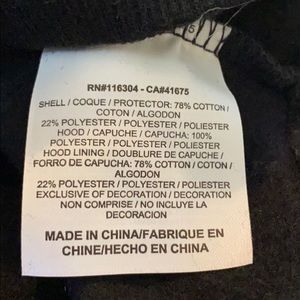 RN#116304 - CA#41675
SHELL / COQUE / PROTECTOR: 78% COTTON /
COTON / ALGODON
22% POLYESTER / POLYESTER / POLIESTER
HOOD / CAPUCHE / CAPUCHA: 100%
POLYESTER / POLYESTER / POLIESTER
HOOD LINING / DOUBLURE DE CAPUCHE /
FORRO DE CAPUCHA: 78% COTTON / COTON /
ALGODON
22% POLYESTER / POLYESTER / POLIESTER
EXCLUSIVE OF DECORATION / DECORATION
NON COMPRISE / NO INCLUYE LA
DECORACION
MADE IN CHINA/FABRIQUE EN
CHINE/HECHO EN CHINA